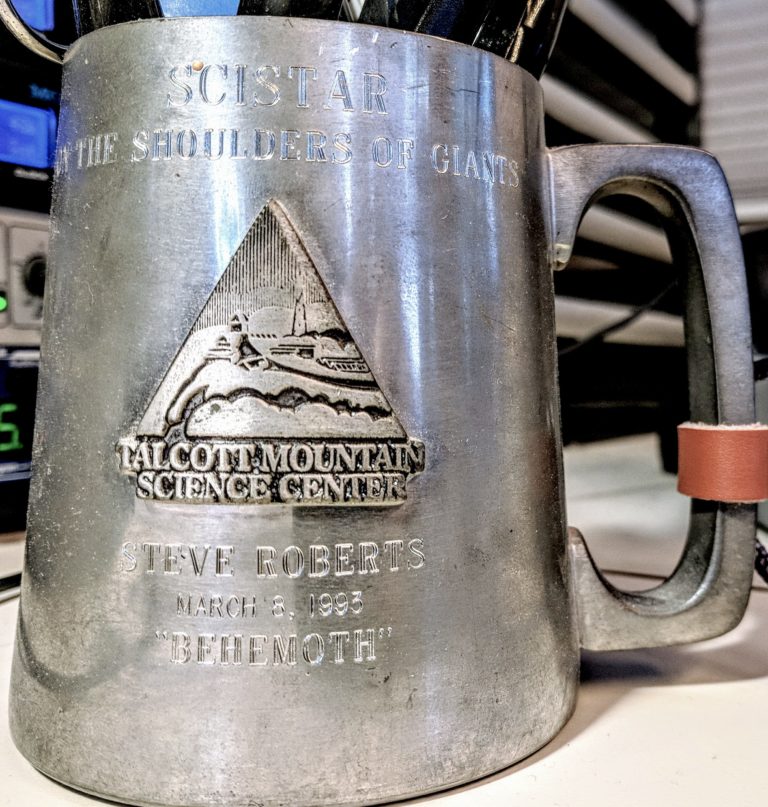 SCISTAR
THE SHOULDERS OF GIANTS"
TALCOTT MOUNTAIN
SCIENCE CENTER
STEVE ROBERTS
MARCH 8, 1993
"BEHEMOTH"